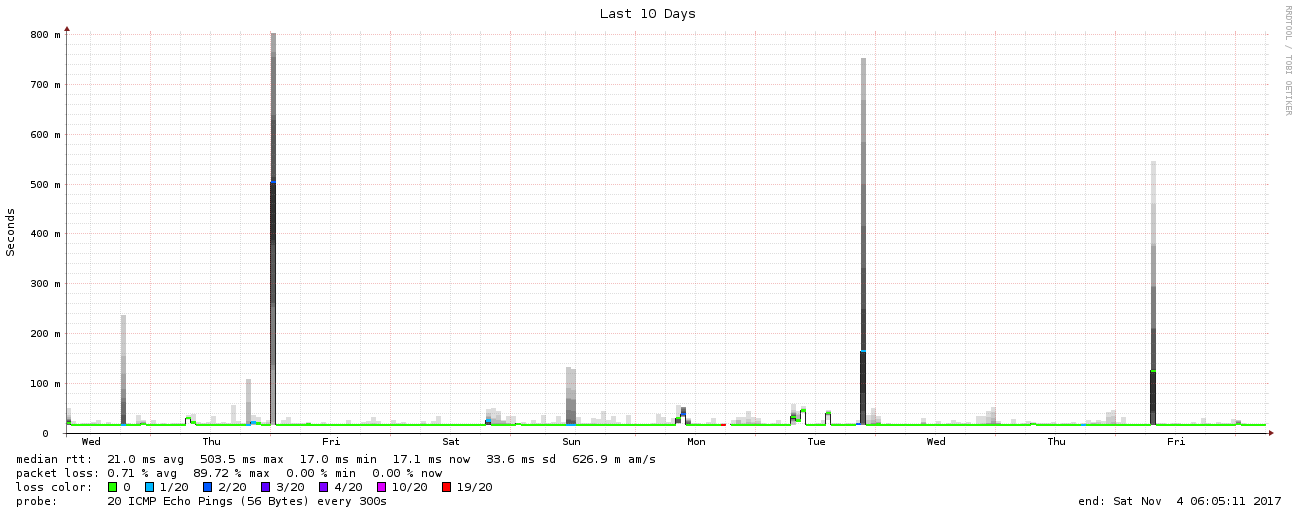 Last 10 Days
RRDTOOL / TOBI OETIKER
800 m
700 m
600 m
500 m
400 m
300 m
200 m
100 m
0
Seconds
Wed Thu Fri Sat Sun Mon Tue Wed Thu Fri
median rtt: 21.0 ms avg 503.5 ms max 17.0 ms min 17.1 ms now 33.6 ms sd 626.9 m am/s
packet loss: 0.71 % avg 89.72 % max 0.00 % min 0.00 % now
loss color: 0 1/20 2/20 3/20 4/20 10/20 19/20
probe: 20 ICMP Echo Pings (56 Bytes) every 300s end: Sat Nov 4 06:05:11 2017